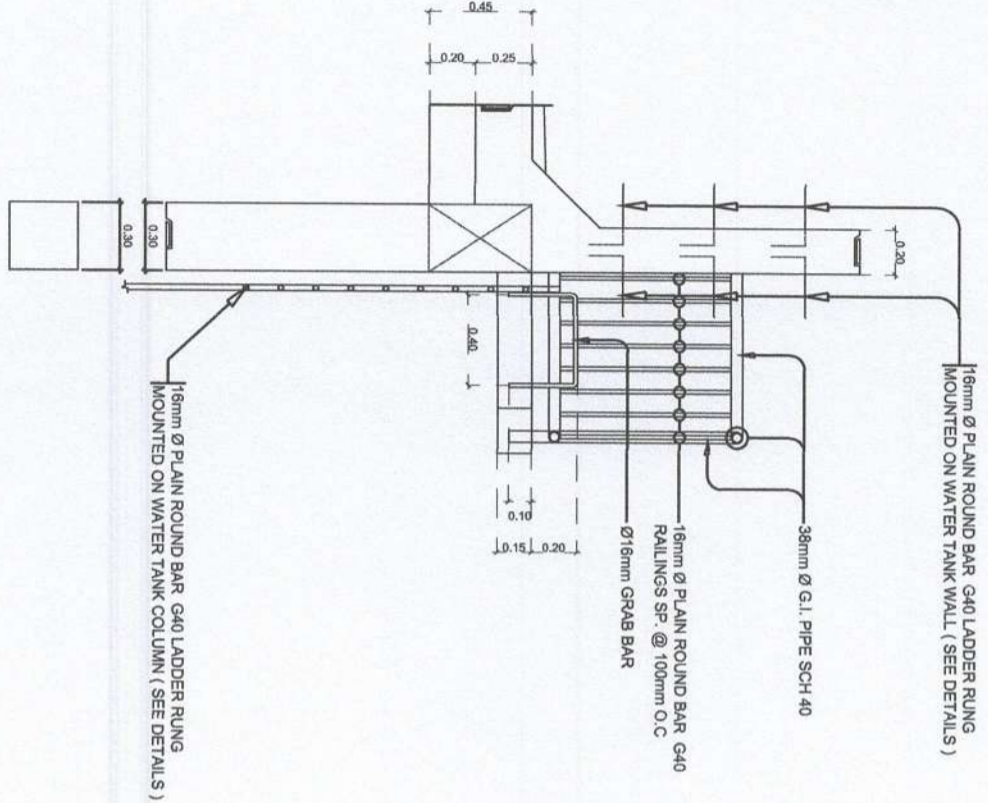 16mm Ø PLAIN ROUND BAR G40 LADDER RUNG
MOUNTED ON WATER TANK WALL ( SEE DETAILS )
38mm Ø G.I. PIPE SCH 40
16mm Ø PLAIN ROUND BAR G40
RAILINGS SP. @ 100mm O.C
Ø16mm GRAB BAR
16mm Ø PLAIN ROUND BAR G40 LADDER RUNG
MOUNTED ON WATER TANK COLUMN ( SEE DETAILS )
0.20
0.45
0.20
0.25
0.40
0.10
0.15
0.20
0.30
0.30